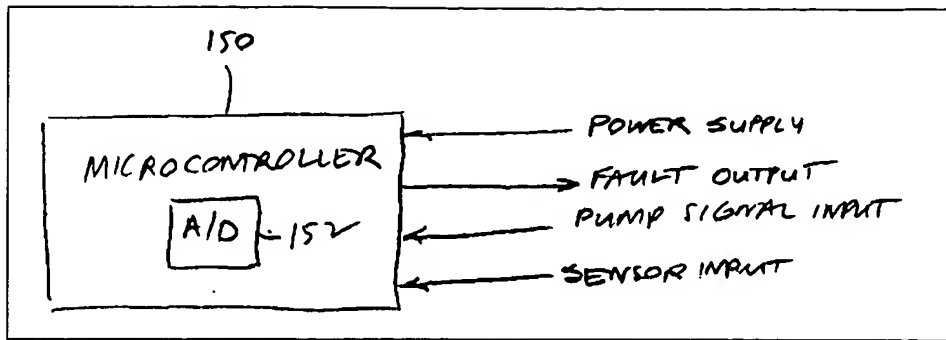 150
POWER SUPPLY
MICROCONTROLLER
FAULT OUTPUT
A/D 152
PUMP SIGNAL INPUT
SENSOR INPUT